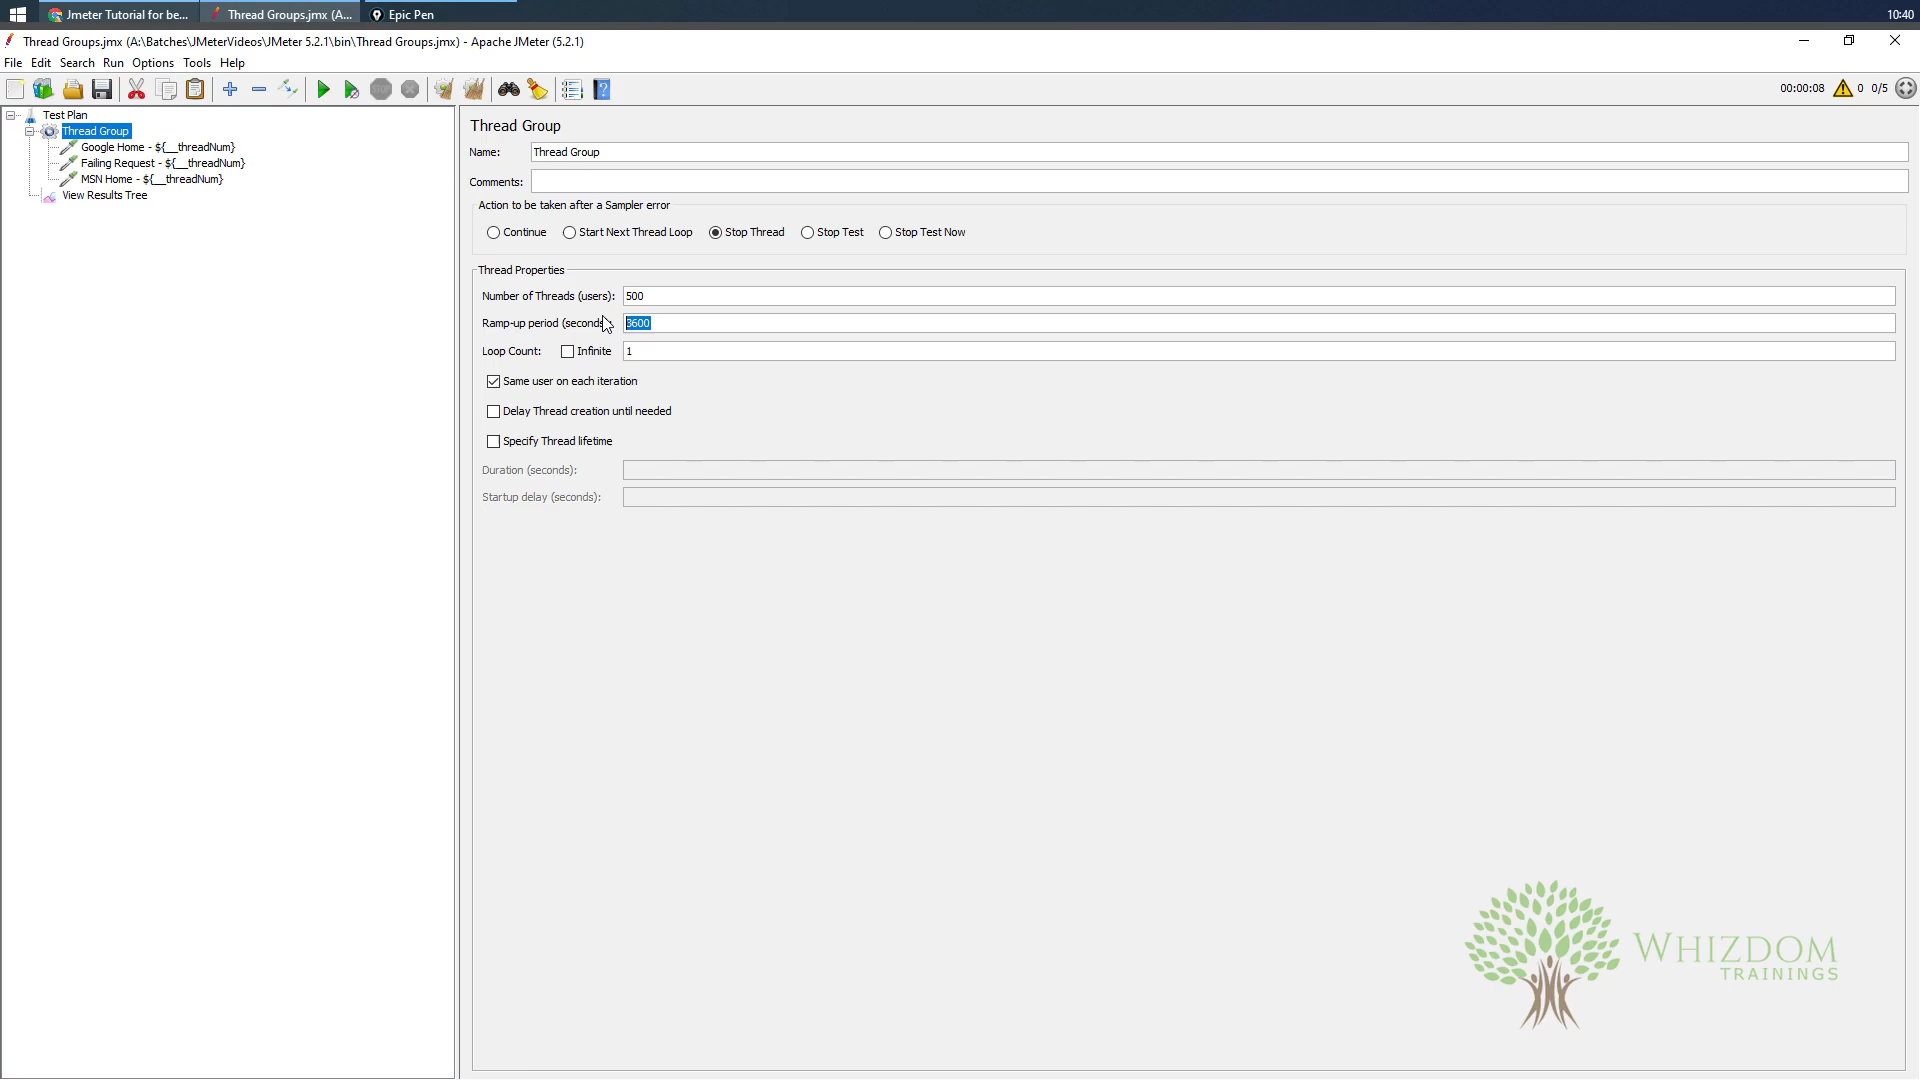 Jmeter Tutorial for be...
Thread Groups.jmx (A...
Epic Pen
10:40
Thread Groups.jmx (A:\Batches\JMeterVideos\JMeter 5.2.1\bin\Thread Groups.jmx) - Apache JMeter (5.2.1)
File Edit Search Run Options Tools Help
00:00:08 0 0/5
Test Plan
Thread Group
Google Home - ${__threadNum}
Failing Request - ${__threadNum}
MSN Home - ${__threadNum}
View Results Tree
Thread Group
Name: Thread Group
Comments:
Action to be taken after a Sampler error
Continue Start Next Thread Loop Stop Thread Stop Test Stop Test Now
Thread Properties
Number of Threads (users): 500
Ramp-up period (seconds): 3600
Loop Count: Infinite 1
Same user on each iteration
Delay Thread creation until needed
Specify Thread lifetime
Duration (seconds):
Startup delay (seconds):
WHIZDOM
TRAININGS